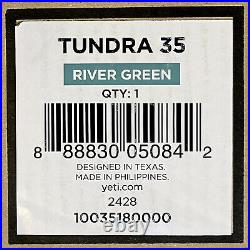 TUNDRA 35
RIVER GREEN
QTY: 1
8 88830 05084 2
DESIGNED IN TEXAS.
MADE IN PHILIPPINES.
yeti.com
2428
10035180000